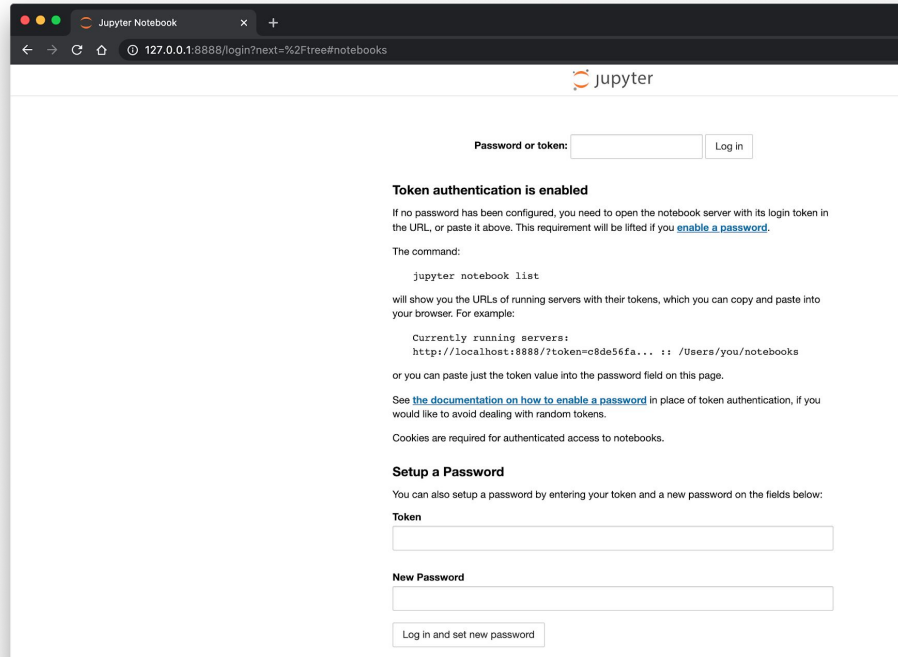 Jupyter Notebook
127.0.0.1:8888/login?next=%2Ftree#notebooks
jupyter
Password or token:
Log in
Token authentication is enabled
If no password has been configured, you need to open the notebook server with its login token in
the URL, or paste it above. This requirement will be lifted if you enable a password.
The command:
jupyter notebook list
will show you the URLs of running servers with their tokens, which you can copy and paste into
your browser. For example:
Currently running servers:
http://localhost:8888/?token=c8de56fa... :: /Users/you/notebooks
or you can paste just the token value into the password field on this page.
See the documentation on how to enable a password in place of token authentication, if you
would like to avoid dealing with random tokens.
Cookies are required for authenticated access to notebooks.
Setup a Password
You can also setup a password by entering your token and a new password on the fields below:
Token
New Password
Log in and set new password